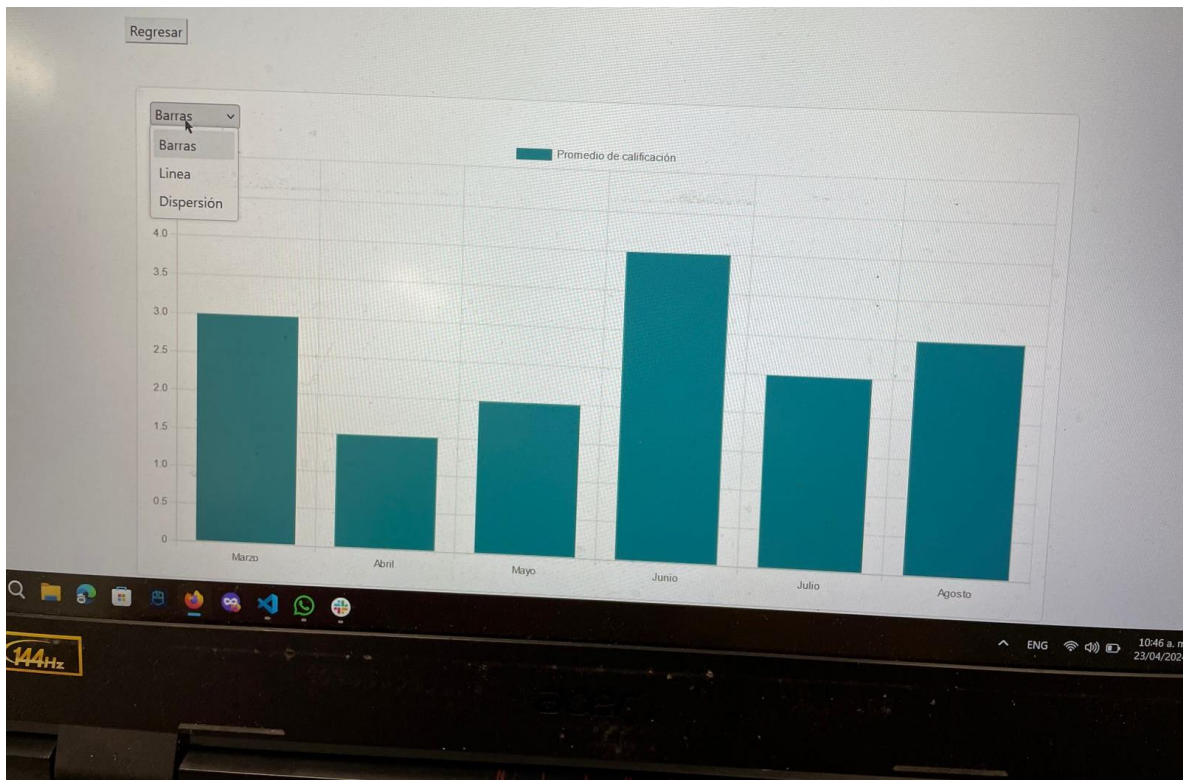 Regresar
Barras
Barras
Linea
Dispersión
Promedio de calificación
4.0
3.5
3.0
2.5
2.0
1.5
1.0
0.5
0
Marzo
Abril
Mayo
Junio
Julio
Agosto
ENG
10:46 a. m
23/04/202
144Hz